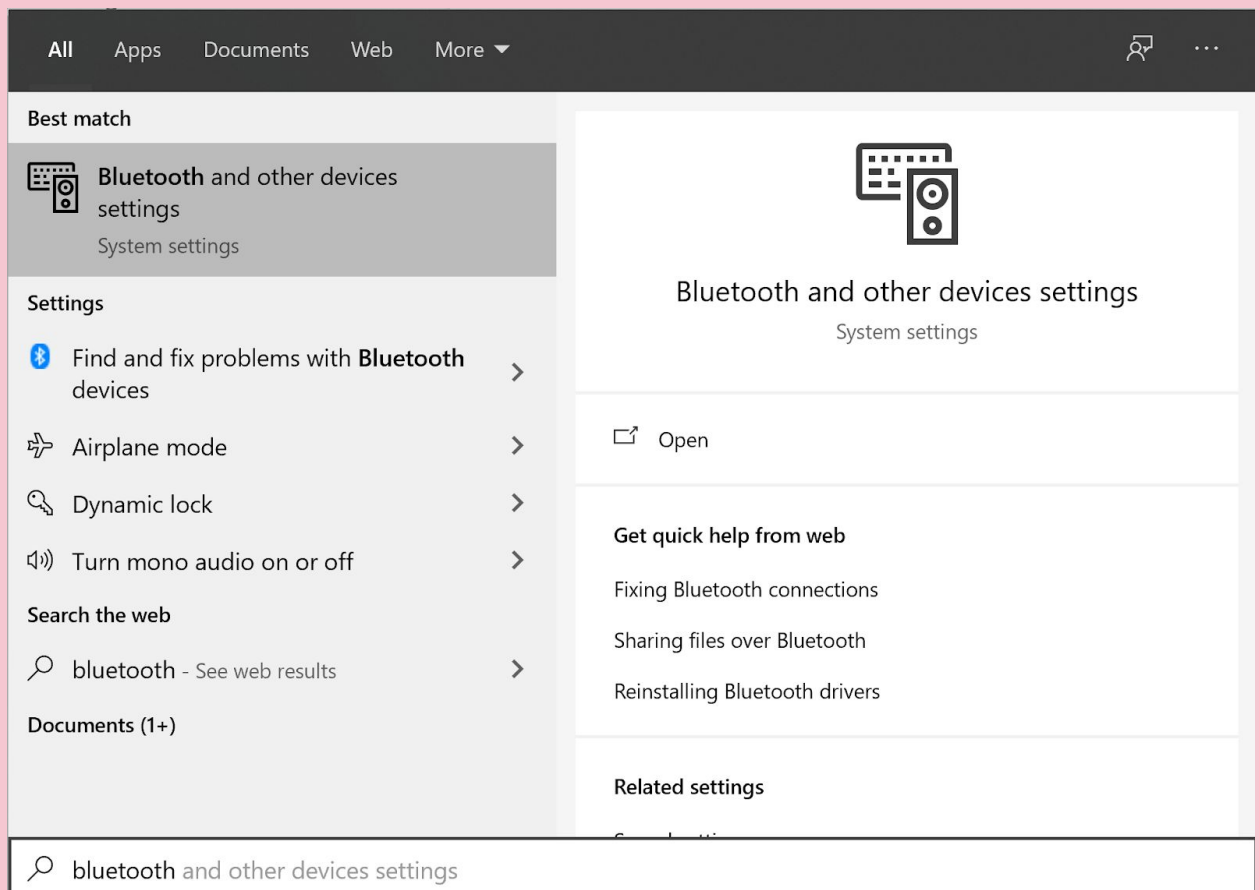 All Apps Documents Web More
Best match
Bluetooth and other devices
settings
System settings
Settings
Find and fix problems with Bluetooth
devices
Airplane mode
Dynamic lock
Turn mono audio on or off
Search the web
bluetooth - See web results
Documents (1+)
Bluetooth and other devices settings
System settings
Open
Get quick help from web
Fixing Bluetooth connections
Sharing files over Bluetooth
Reinstalling Bluetooth drivers
Related settings
bluetooth and other devices settings